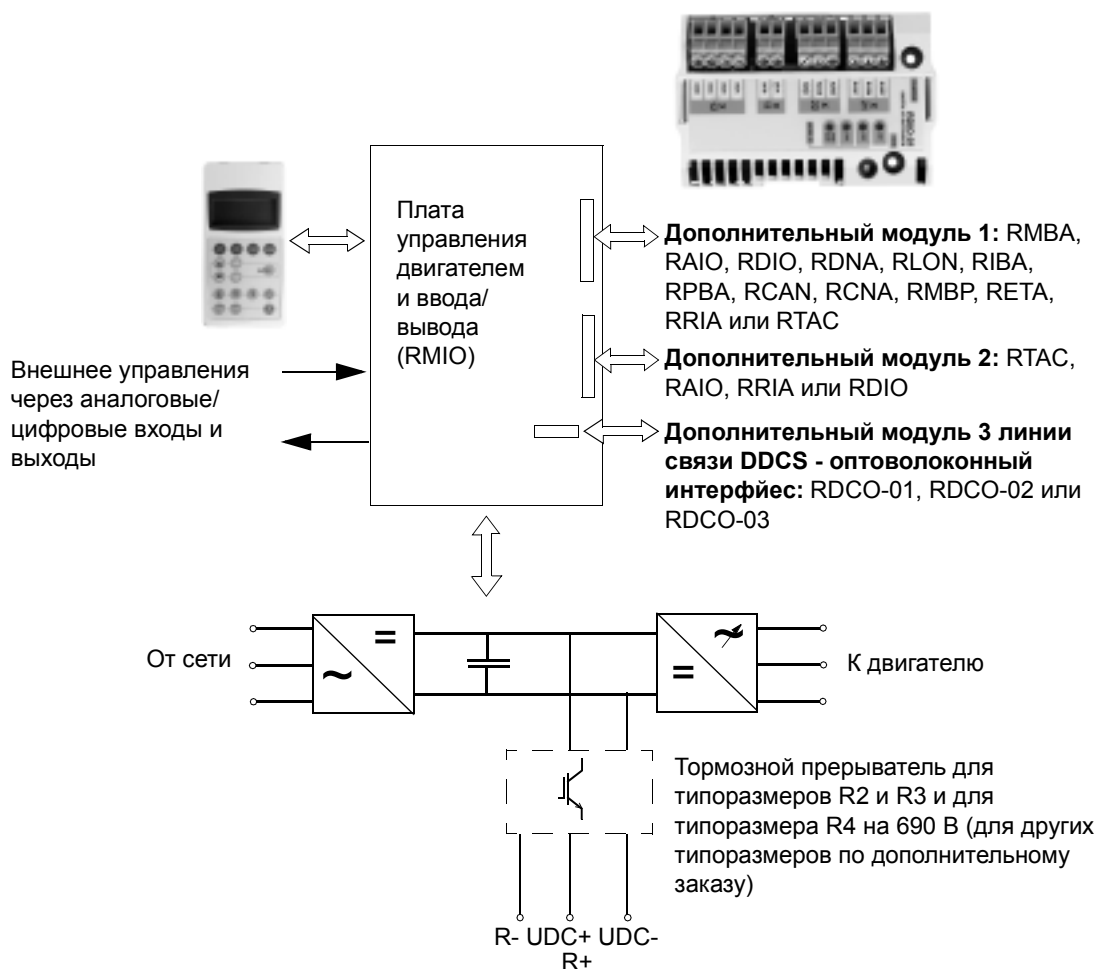 Плата
управления
двигателем
и ввода/
вывода
(RMIO)
Дополнительный модуль 1: RMBA,
RAIO, RDIO, RDNA, RLON, RIBA,
RPBA, RCAN, RCNA, RMBP, RETA,
RRIA или RTAC
Внешнее управления
через аналоговые/
цифровые входы и
выходы
Дополнительный модуль 2: RTAC,
RAIO, RRIA или RDIO
Дополнительный модуль 3 линии
связи DDCS - оптоволоконный
интерфйес: RDCO-01, RDCO-02 или
RDCO-03
От сети
=
~
=
~
К двигателю
Тормозной прерыватель для
типоразмеров R2 и R3 и для
типоразмера R4 на 690 В (для других
типоразмеров по дополнительному
заказу)
R- UDC+ UDC-
R+